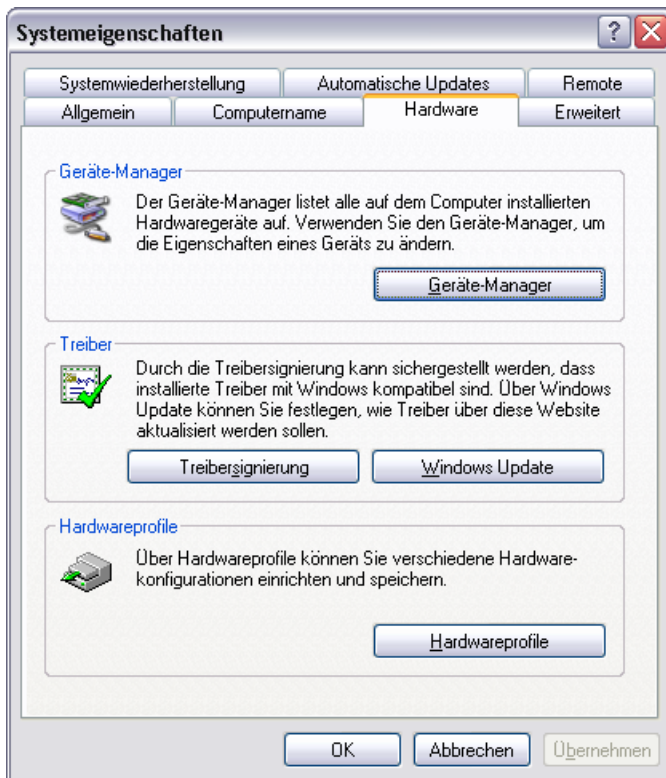 Systemeigenschaften
Systemwiederherstellung Automatische Updates Remote
Allgemein Computername Hardware Erweitert
Geräte-Manager
Der Geräte-Manager listet alle auf dem Computer installierten
Hardwaregeräte auf. Verwenden Sie den Geräte-Manager, um
die Eigenschaften eines Geräts zu ändern.
Geräte-Manager
Treiber
Durch die Treibersignierung kann sichergestellt werden, dass
installierte Treiber mit Windows kompatibel sind. Über Windows
Update können Sie festlegen, wie Treiber über diese Website
aktualisiert werden sollen.
Treibersignierung Windows Update
Hardwareprofile
Über Hardwareprofile können Sie verschiedene Hardware-
konfigurationen einrichten und speichern.
Hardwareprofile
OK Abbrechen Übernehmen